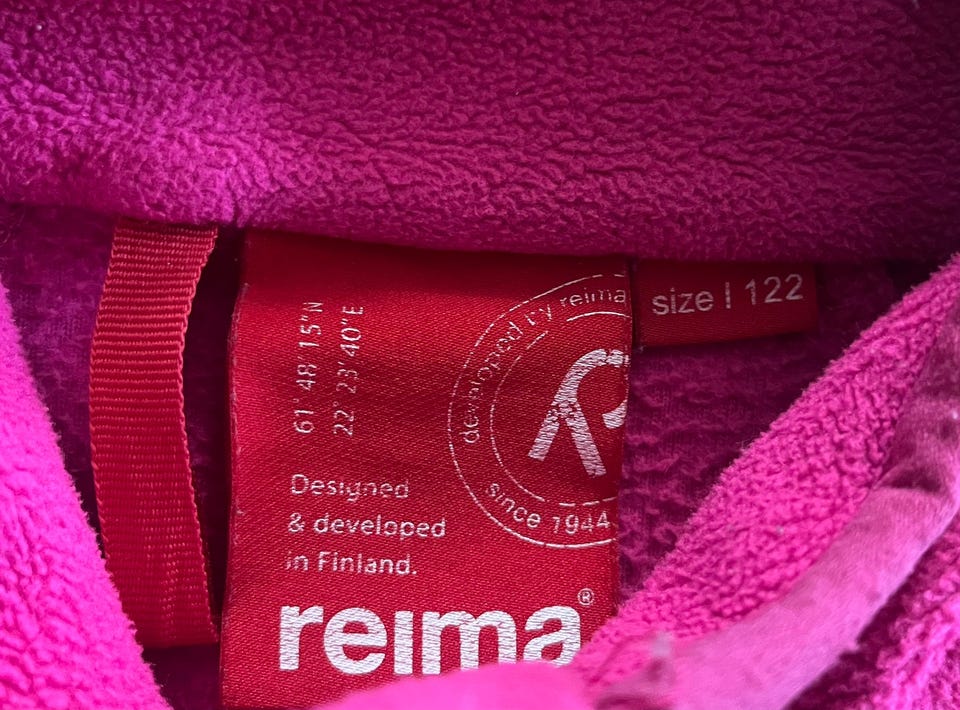 61°48'15"N
22°23'40"E
developed by reima
since 1944
size | 122
Designed
& developed
in Finland.
reima®